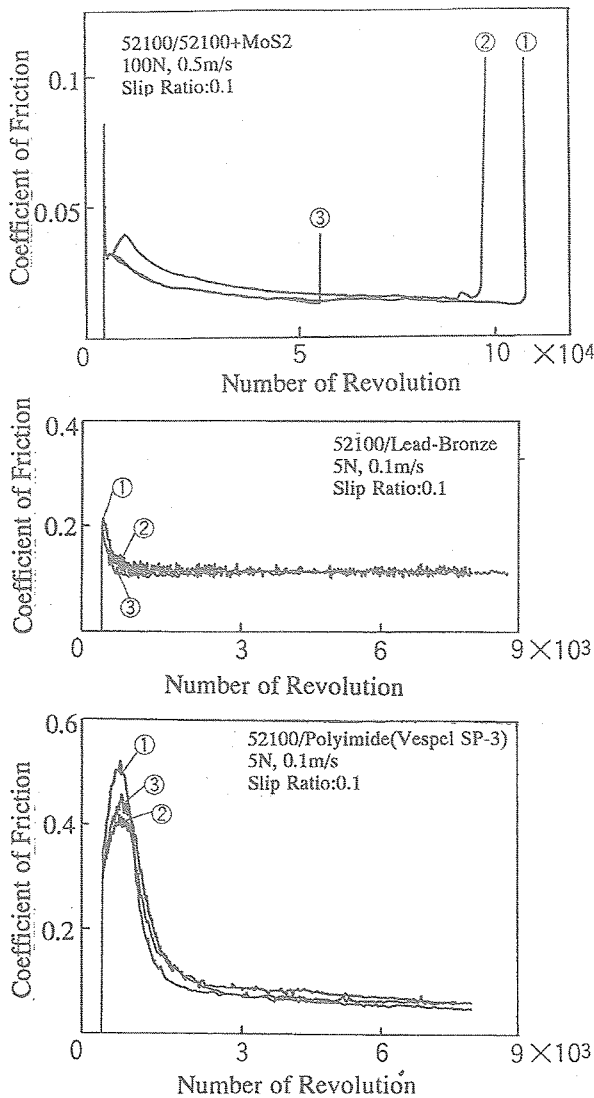 52100/52100+MoS2
100N, 0.5m/s
Slip Ratio:0.1
② ①
③
Coefficient of Friction
0.1
0.05
0 5 10 ×10⁴
Number of Revolution
52100/Lead-Bronze
5N, 0.1m/s
Slip Ratio:0.1
①
②
③
Coefficient of Friction
0.4
0.2
0 3 6 9 ×10³
Number of Revolution
52100/Polyimide(Vespel SP-3)
5N, 0.1m/s
Slip Ratio:0.1
①
③
②
Coefficient of Friction
0.6
0.4
0.2
0 3 6 9 ×10³
Number of Revolution